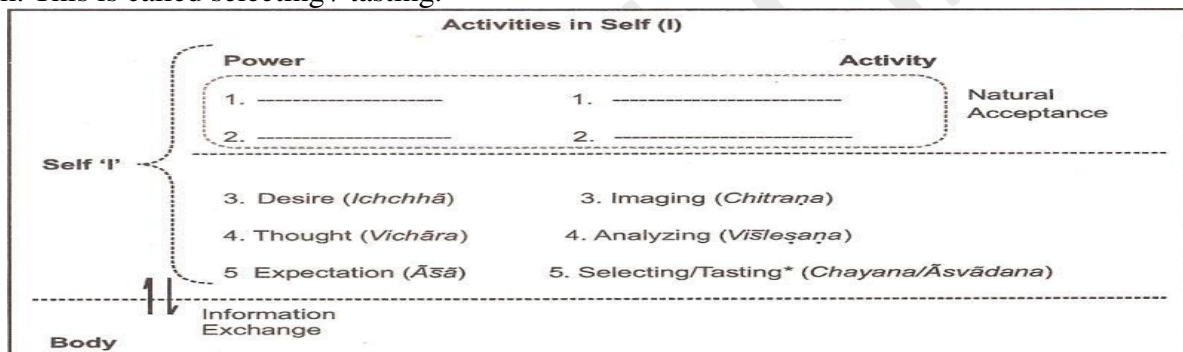 This is called selecting / tasting.
Activities in Self (I)
Power Activity
1. 1.
2. 2.
Natural
Acceptance
Self ‘I’
3. Desire (Ichchhā) 3. Imaging (Chitraṇa)
4. Thought (Vichāra) 4. Analyzing (Viśleṣaṇa)
5 Expectation (Āśā) 5. Selecting/Tasting* (Chayana/Āsvādana)
Information
Exchange
Body